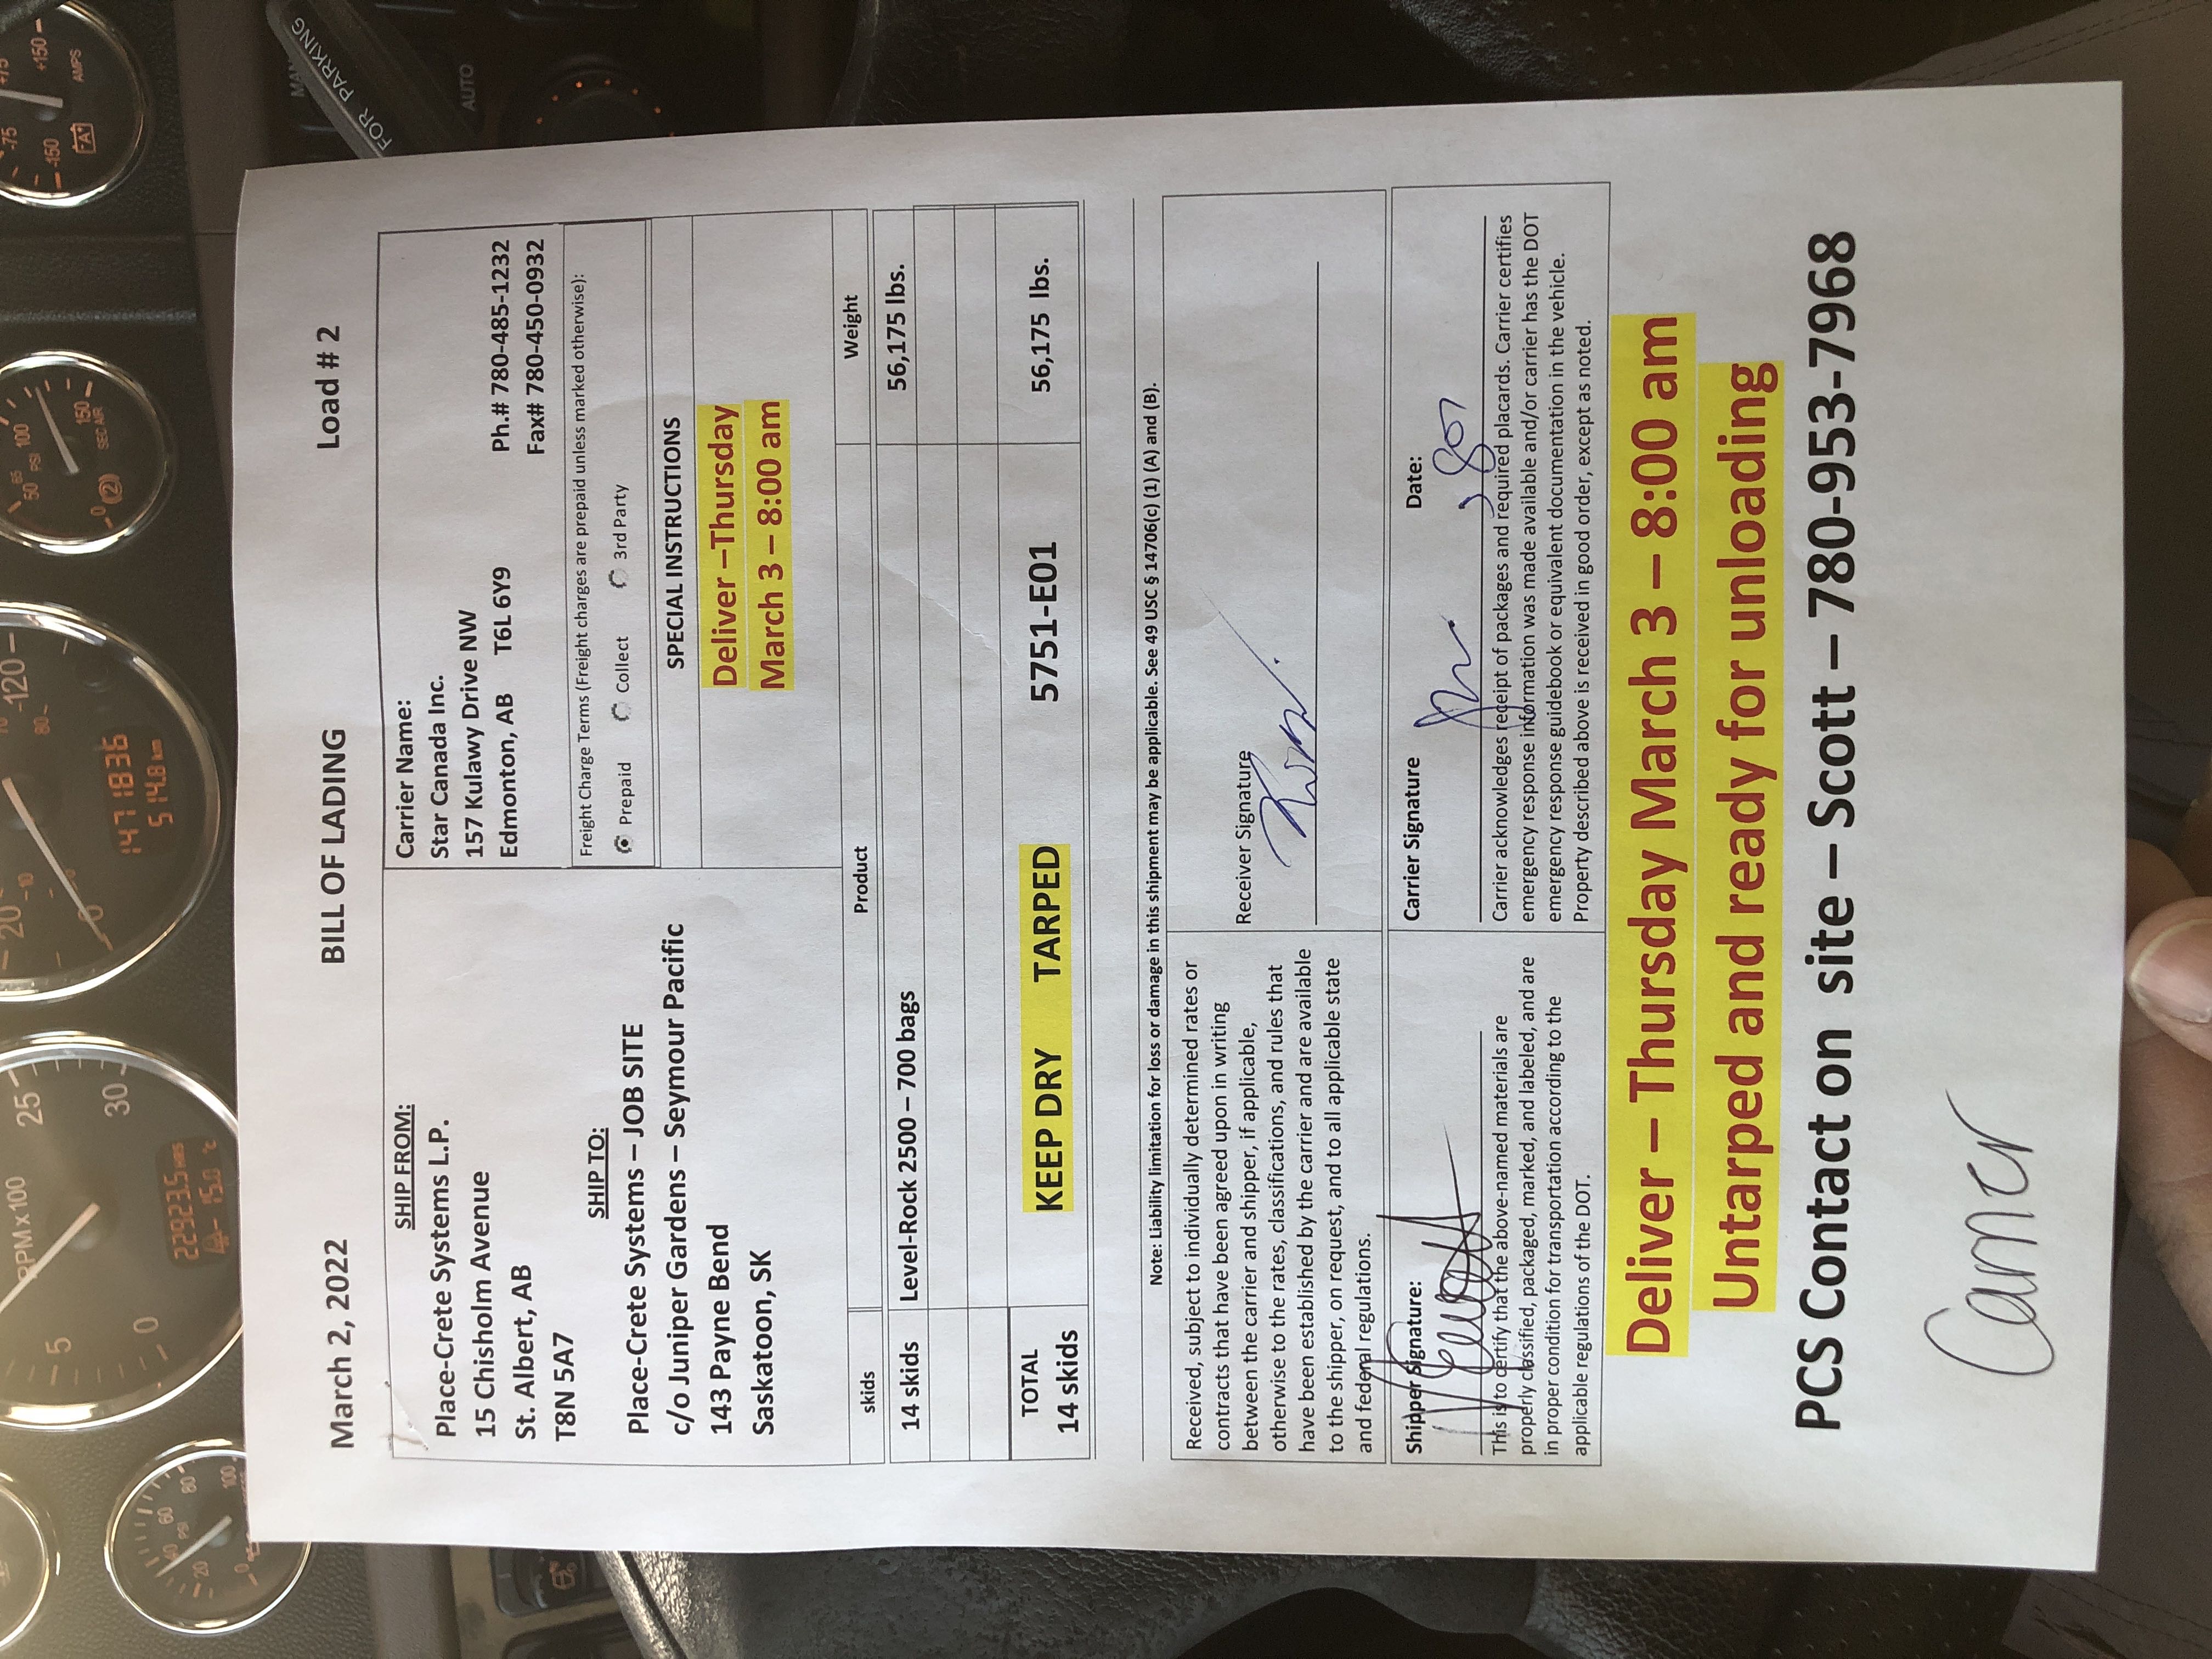 RPM x 100
5
25
0
30
22923.5 HRS
- 15.0 °C
20
-120
10
80
0
1471836
514.8 km
50
85
PSI
100
150
0
(2)
SEC AIR
-75
+75
-150
+150
AMPS
20
40
60
PSI
80
0
100
FOR PARKING
AUTO
March 2, 2022 BILL OF LADING Load # 2
SHIP FROM:
Place-Crete Systems L.P.
15 Chisholm Avenue
St. Albert, AB
T8N 5A7
SHIP TO:
Place-Crete Systems – JOB SITE
c/o Juniper Gardens – Seymour Pacific
143 Payne Bend
Saskatoon, SK
Carrier Name:
Star Canada Inc.
157 Kulawy Drive NW
Edmonton, AB T6L 6Y9 Ph.# 780-485-1232
Fax# 780-450-0932
Freight Charge Terms (Freight charges are prepaid unless marked otherwise):
Prepaid Collect 3rd Party
SPECIAL INSTRUCTIONS
Deliver –Thursday
March 3 – 8:00 am
skids Product Weight
14 skids Level-Rock 2500 – 700 bags 56,175 lbs.
TOTAL
14 skids KEEP DRY TARPED 5751-E01 56,175 lbs.
Note: Liability limitation for loss or damage in this shipment may be applicable. See 49 USC § 14706(c) (1) (A) and (B).
Received, subject to individually determined rates or
contracts that have been agreed upon in writing
between the carrier and shipper, if applicable,
otherwise to the rates, classifications, and rules that
have been established by the carrier and are available
to the shipper, on request, and to all applicable state
and federal regulations.
Receiver Signature
Shipper Signature:
This is to certify that the above-named materials are
properly classified, packaged, marked, and labeled, and are
in proper condition for transportation according to the
applicable regulations of the DOT.
Carrier Signature Date:
Carrier acknowledges receipt of packages and required placards. Carrier certifies
emergency response information was made available and/or carrier has the DOT
emergency response guidebook or equivalent documentation in the vehicle.
Property described above is received in good order, except as noted.
Deliver – Thursday March 3 – 8:00 am
Untarped and ready for unloading
PCS Contact on site – Scott – 780-953-7968